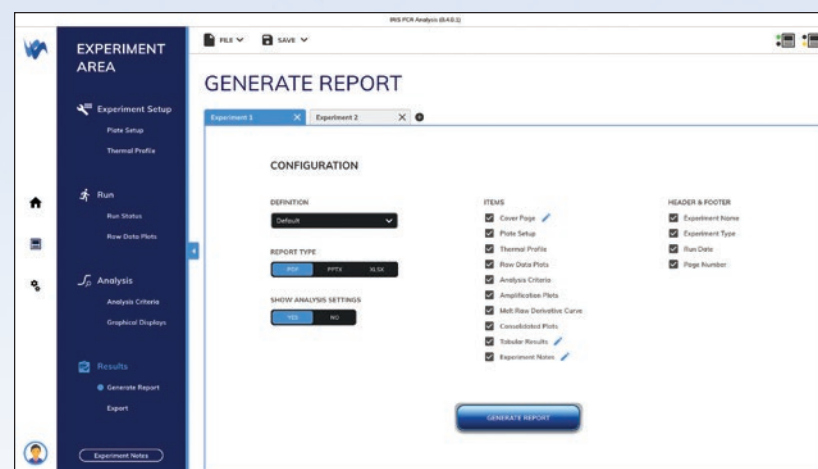 IRIS PCR Analysis (0.4.0.1)
FILE
SAVE
EXPERIMENT
AREA
Experiment Setup
Plate Setup
Thermal Profile
Run
Run Status
Raw Data Plots
Analysis
Analysis Criteria
Graphical Displays
Results
Generate Report
Export
Experiment Notes
GENERATE REPORT
Experiment 1
Experiment 2
CONFIGURATION
DEFINITION
Default
REPORT TYPE
PDF PPTX XLSX
SHOW ANALYSIS SETTINGS
YES NO
ITEMS
Cover Page
Plate Setup
Thermal Profile
Raw Data Plots
Analysis Criteria
Amplification Plots
Melt Raw Derivative Curve
Consolidated Plots
Tabular Results
Experiment Notes
HEADER & FOOTER
Experiment Name
Experiment Type
Run Date
Page Number
GENERATE REPORT